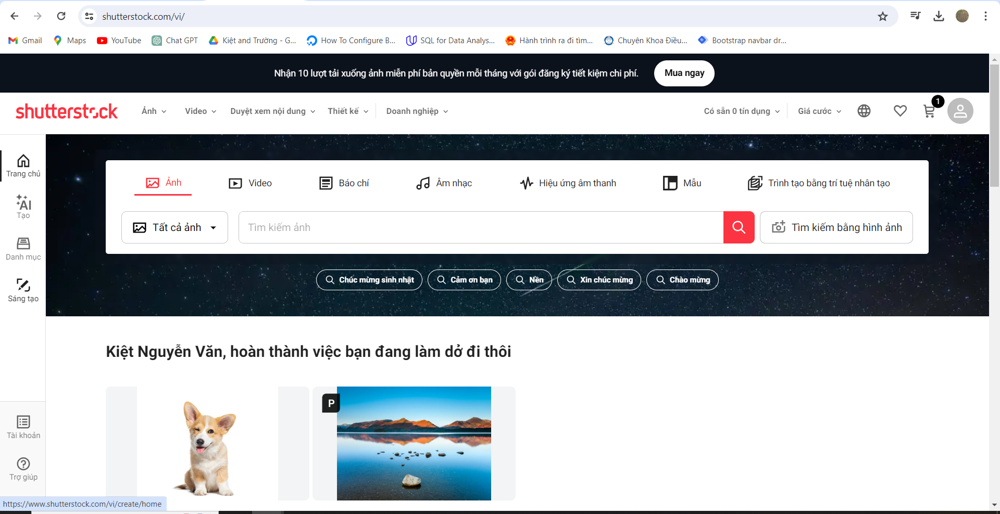 shutterstock.com/vi/
Gmail
Maps
YouTube
Chat GPT
Kiệt and Trường - G...
How To Configure B...
SQL for Data Analys...
Hành trình ra đi tìm...
Chuyên Khoa Điều...
Bootstrap navbar dr...
Nhận 10 lượt tải xuống ảnh miễn phí bản quyền mỗi tháng với gói đăng ký tiết kiệm chi phí.
Mua ngay
shutterstock
Ảnh
Video
Duyệt xem nội dung
Thiết kế
Doanh nghiệp
Có sẵn 0 tín dụng
Giá cước
1
Trang chủ
AI
Tạo
Danh mục
Sáng tạo
Tài khoản
Trợ giúp
Ảnh
Video
Báo chí
Âm nhạc
Hiệu ứng âm thanh
Mẫu
Trình tạo bằng trí tuệ nhân tạo
Tất cả ảnh
Tìm kiếm ảnh
Tìm kiếm bằng hình ảnh
Chúc mừng sinh nhật
Cảm ơn bạn
Nền
Xin chúc mừng
Chào mừng
Kiệt Nguyễn Văn, hoàn thành việc bạn đang làm dở đi thôi
P
https://www.shutterstock.com/vi/create/home